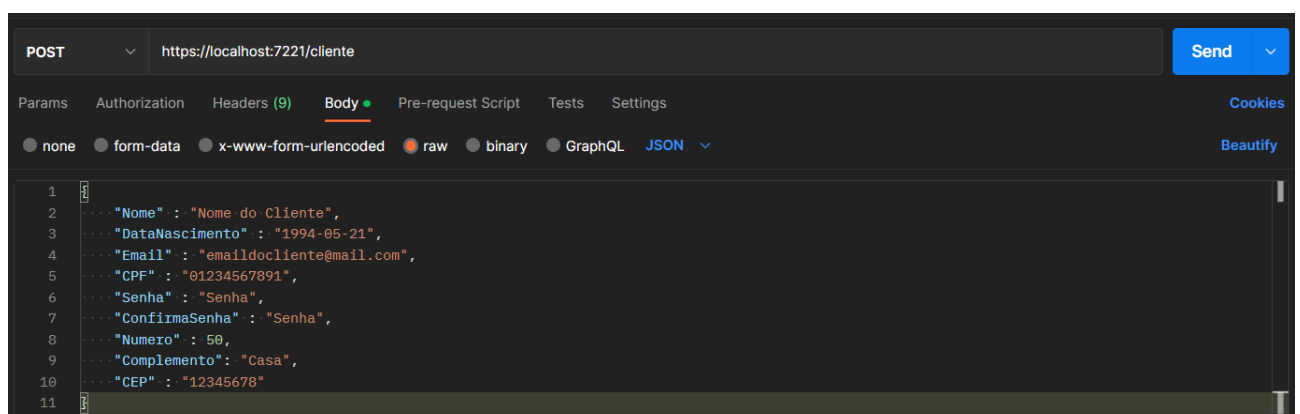 POST https://localhost:7221/cliente Send
Params Authorization Headers (9) Body Pre-request Script Tests Settings Cookies
none form-data x-www-form-urlencoded raw binary GraphQL JSON Beautify
1 {
2 "Nome" : "Nome do Cliente",
3 "DataNascimento" : "1994-05-21",
4 "Email" : "emaildocliente@mail.com",
5 "CPF" : "01234567891",
6 "Senha" : "Senha",
7 "ConfirmaSenha" : "Senha",
8 "Numero" : 50,
9 "Complemento": "Casa",
10 "CEP" : "12345678"
11 }